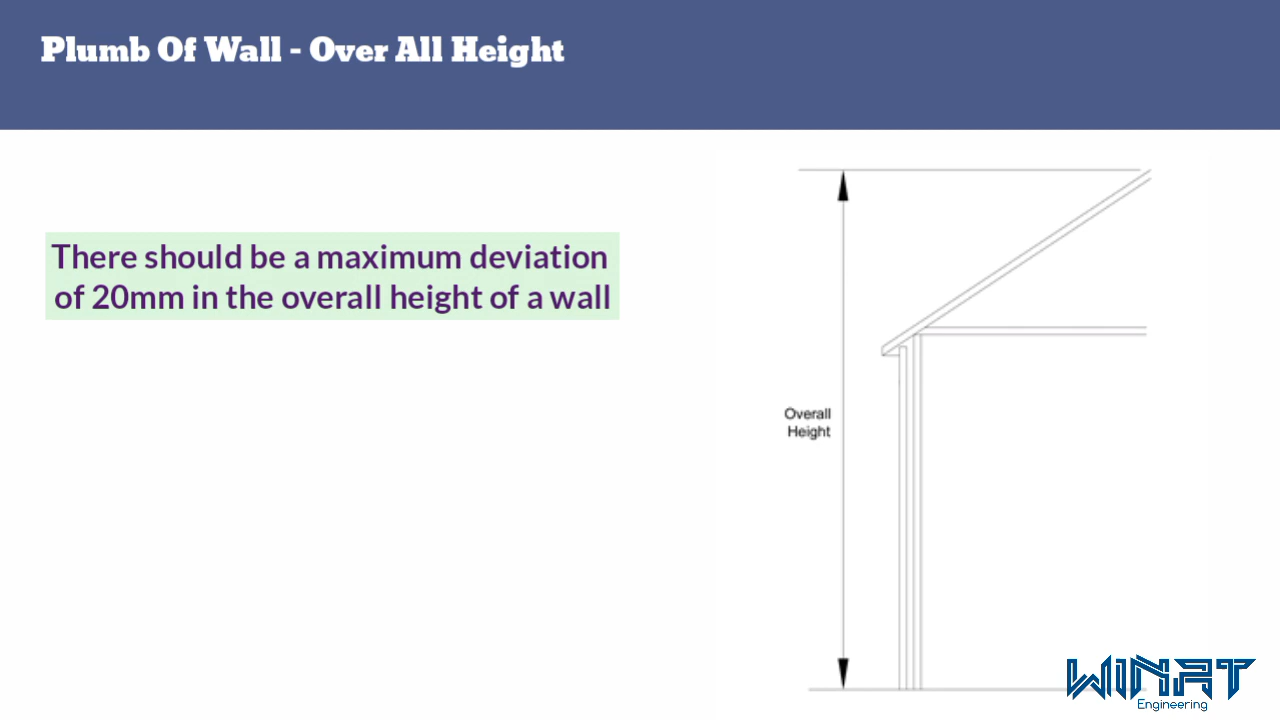 Plumb Of Wall - Over All Height
There should be a maximum deviation
of 20mm in the overall height of a wall
Overall
Height
WINAT
Engineering